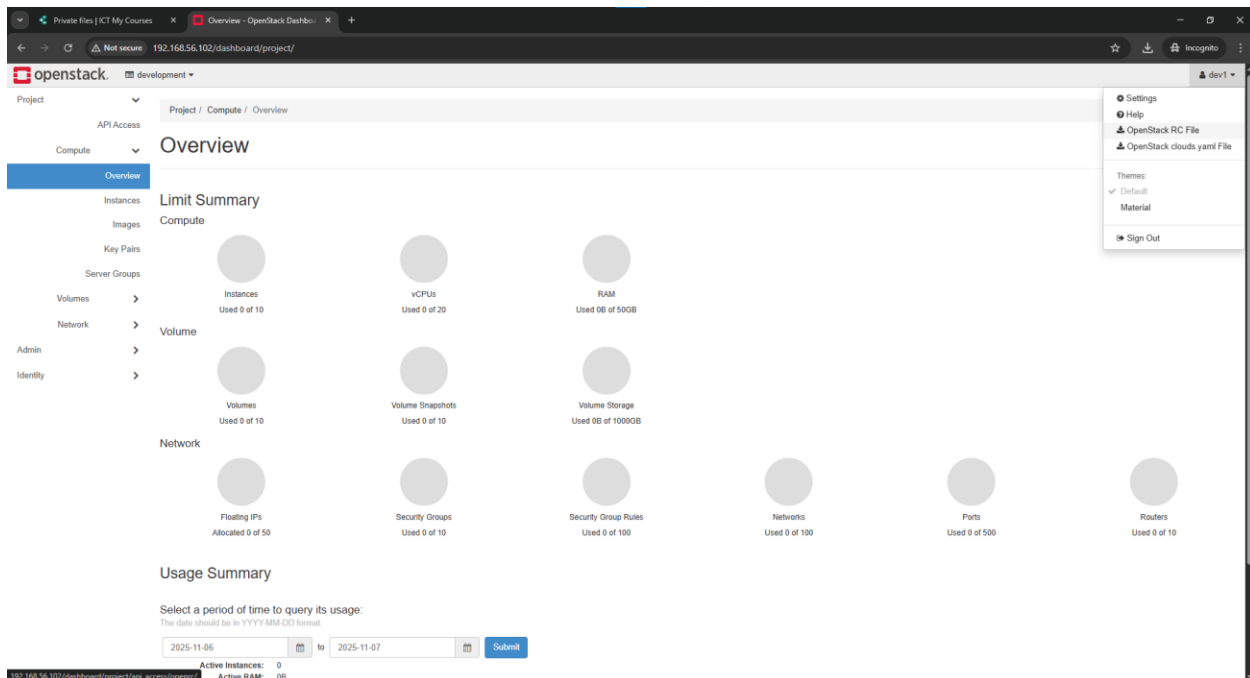 Private files | ICT My Courses
Overview - OpenStack Dashboa
Not secure 192.168.56.102/dashboard/project/
Incognito
openstack. development
dev1
Project
API Access
Compute
Overview
Instances
Images
Key Pairs
Server Groups
Volumes
Network
Admin
Identity
Project / Compute / Overview
Overview
Limit Summary
Compute
Instances
Used 0 of 10
vCPUs
Used 0 of 20
RAM
Used 0B of 50GB
Volume
Volumes
Used 0 of 10
Volume Snapshots
Used 0 of 10
Volume Storage
Used 0B of 1000GB
Network
Floating IPs
Allocated 0 of 50
Security Groups
Used 0 of 10
Security Group Rules
Used 0 of 100
Networks
Used 0 of 100
Ports
Used 0 of 500
Routers
Used 0 of 10
Usage Summary
Select a period of time to query its usage:
The date should be in YYYY-MM-DD format.
2025-11-06 to 2025-11-07 Submit
Active Instances: 0
Active RAM: 0B
192.168.56.102/dashboard/project/api_access/openrc/
Settings
Help
OpenStack RC File
OpenStack clouds.yaml File
Themes:
Default
Material
Sign Out